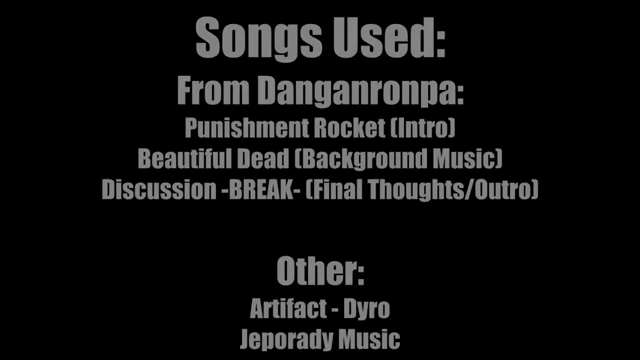 Songs Used:
From Danganronpa:
Punishment Rocket (Intro)
Beautiful Dead (Background Music)
Discussion -BREAK- (Final Thoughts/Outro)
Other:
Artifact - Dyro
Jeporady Music